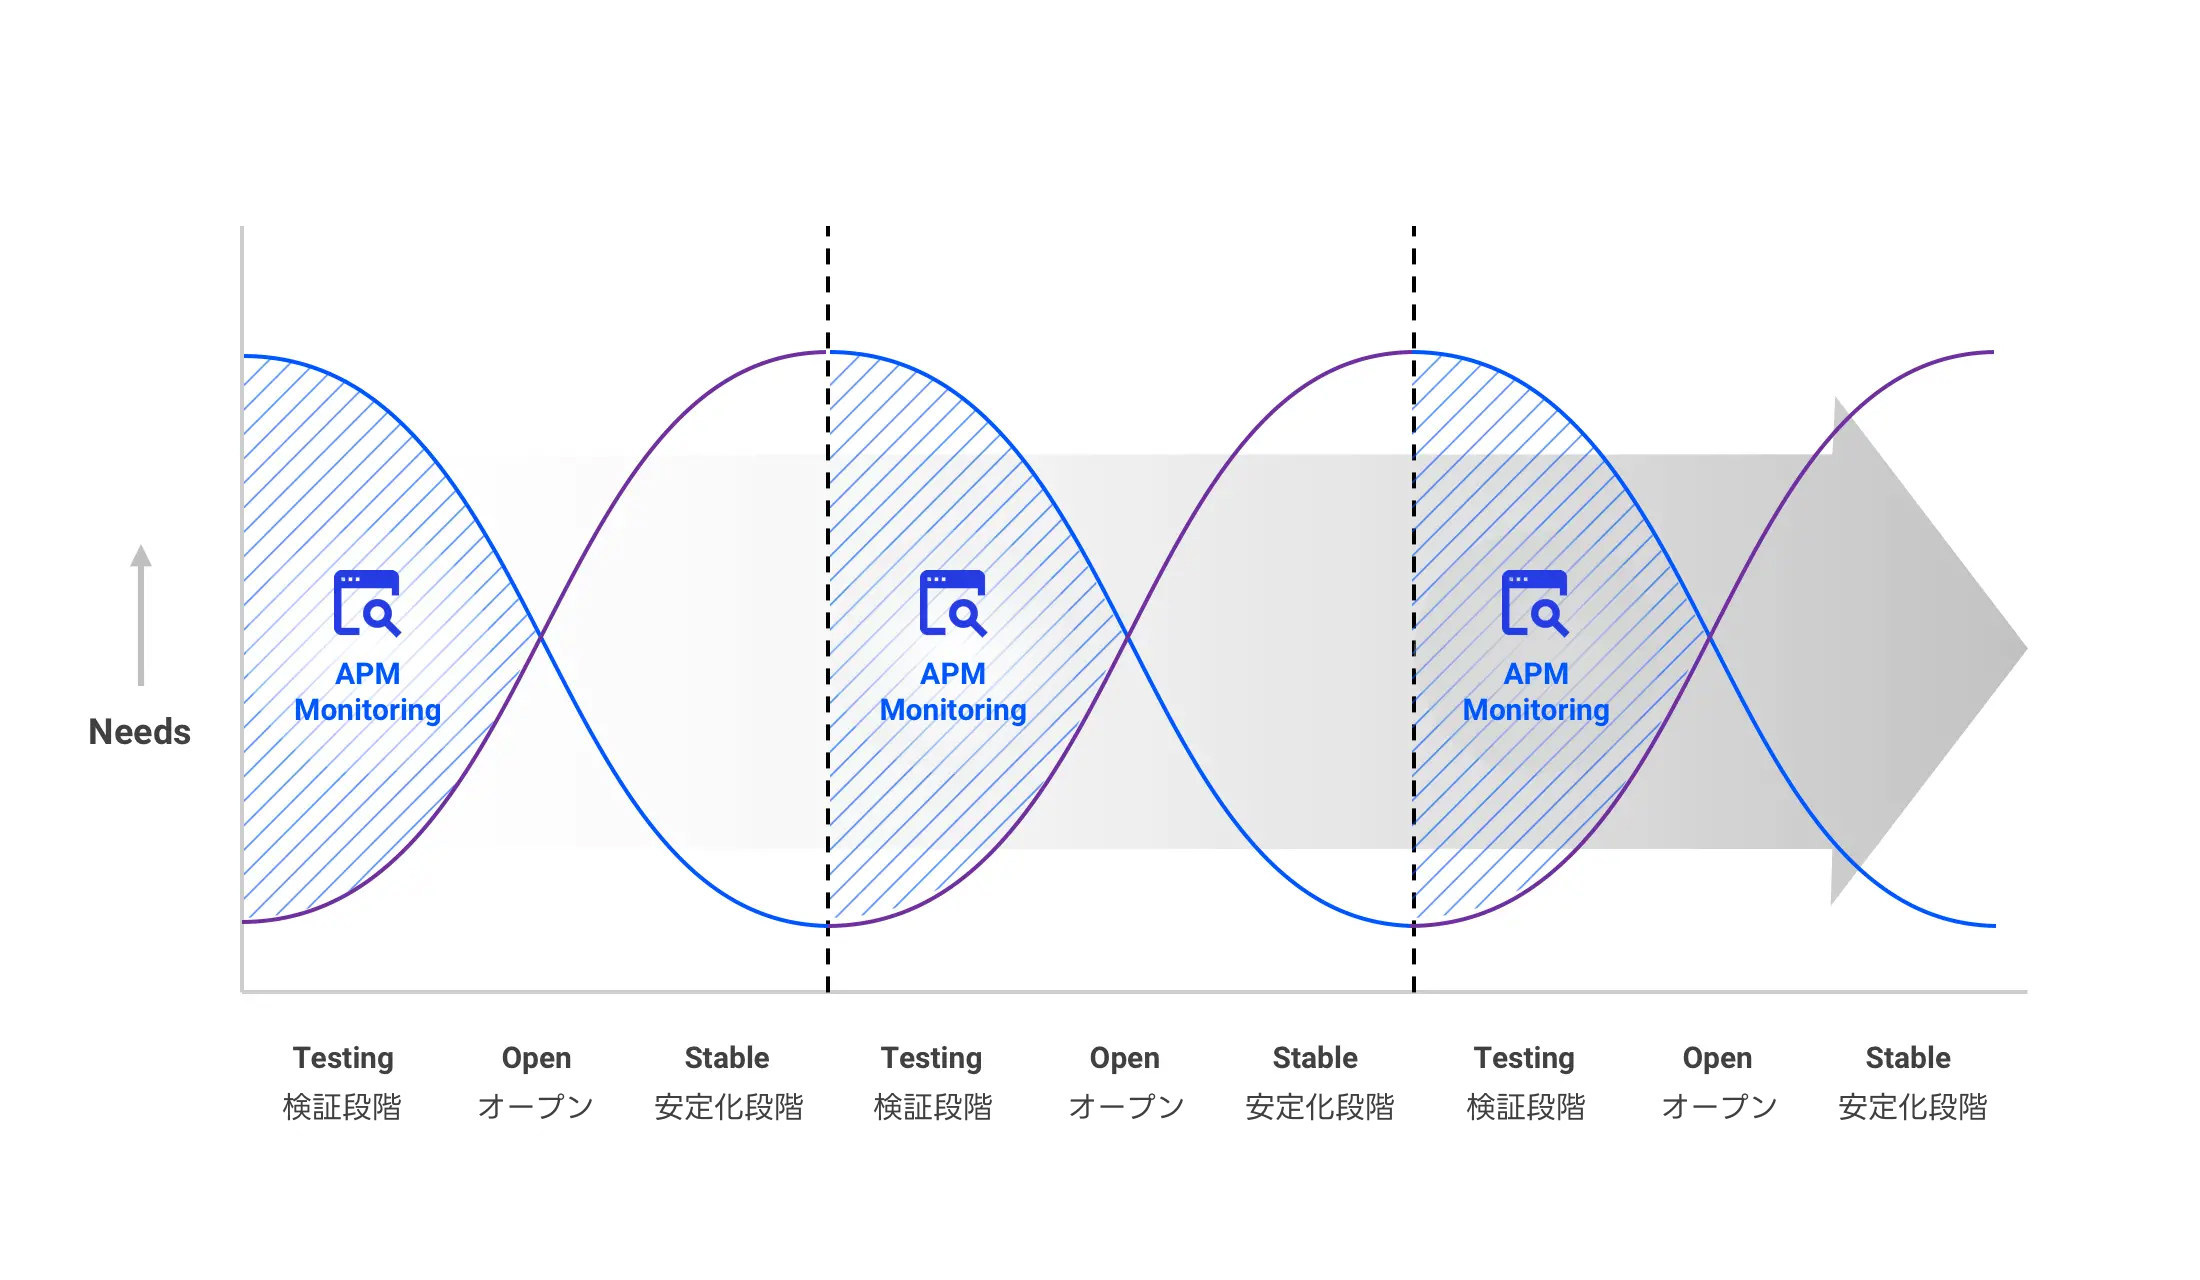 APM
Monitoring
APM
Monitoring
APM
Monitoring
Needs
Testing
検証段階
Open
オープン
Stable
安定化段階
Testing
検証段階
Open
オープン
Stable
安定化段階
Testing
検証段階
Open
オープン
Stable
安定化段階